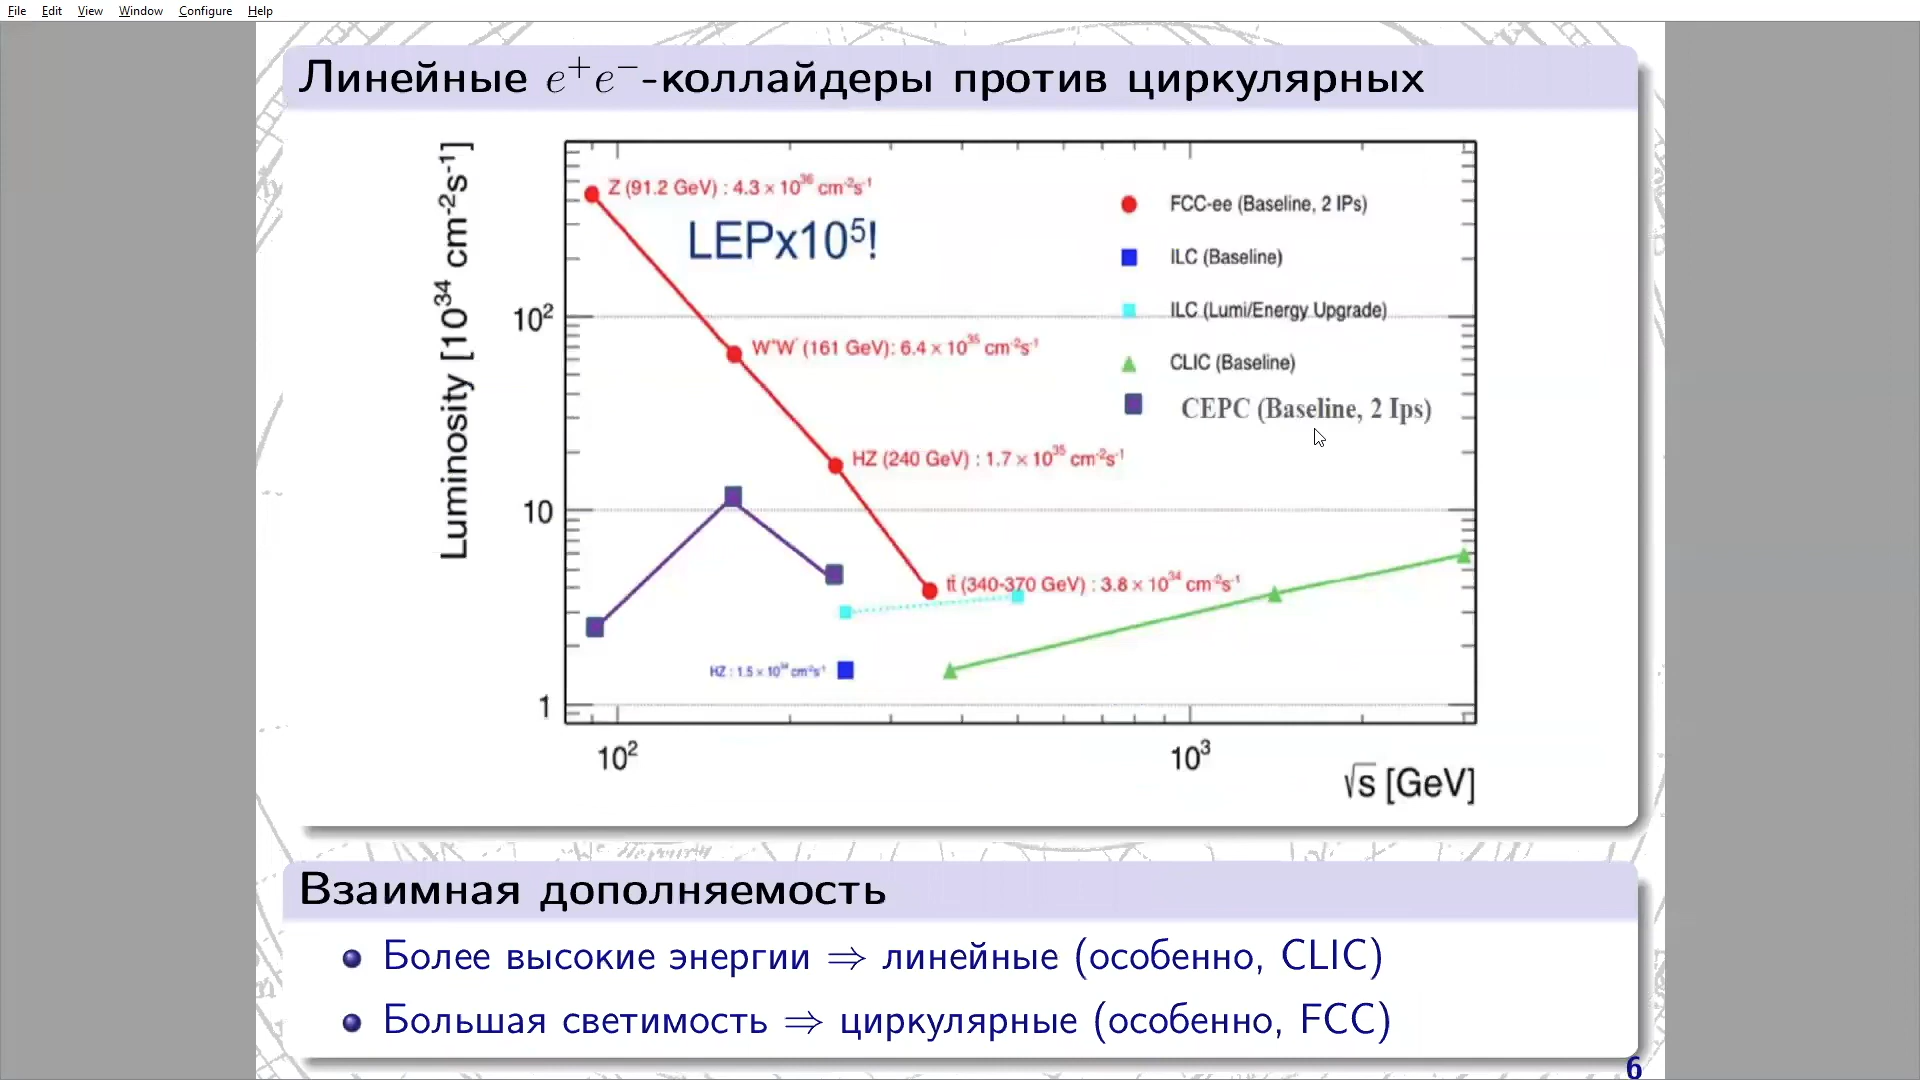 File Edit View Window Configure Help
Линейные e⁺e⁻-коллайдеры против циркулярных
Luminosity [10³⁴ cm⁻²s⁻¹]
Z (91.2 GeV) : 4.3 × 10³⁶ cm⁻²s⁻¹
LEPx10⁵!
FCC-ee (Baseline, 2 IPs)
ILC (Baseline)
ILC (Lumi/Energy Upgrade)
CLIC (Baseline)
CEPC (Baseline, 2 Ips)
10²
W⁺W⁻ (161 GeV): 6.4 × 10³⁵ cm⁻²s⁻¹
HZ (240 GeV) : 1.7 × 10³⁵ cm⁻²s⁻¹
10
tt̄ (340-370 GeV) : 3.8 × 10³⁴ cm⁻²s⁻¹
HZ : 1.5 × 10³⁴ cm⁻²s⁻¹
1
10² 10³
√s [GeV]
Взаимная дополняемость
Более высокие энергии ⇒ линейные (особенно, CLIC)
Большая светимость ⇒ циркулярные (особенно, FCC)
6